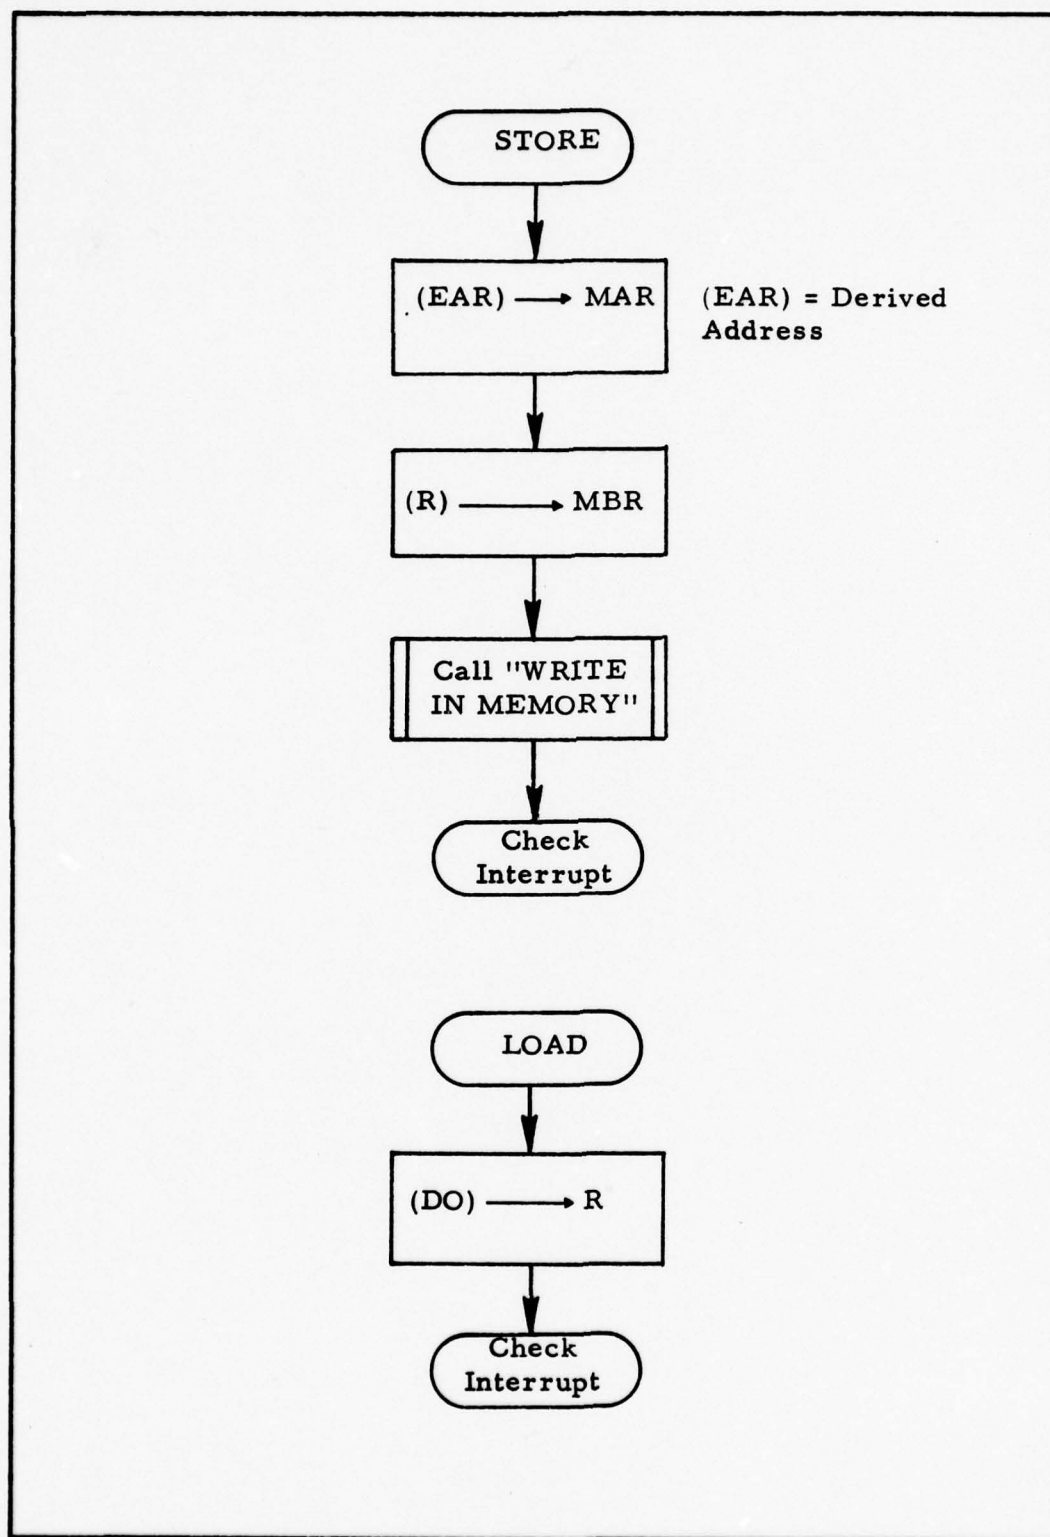 STORE
(EAR) → MAR
(EAR) = Derived
Address
(R) → MBR
Call "WRITE
IN MEMORY"
Check
Interrupt
LOAD
(DO) → R
Check
Interrupt